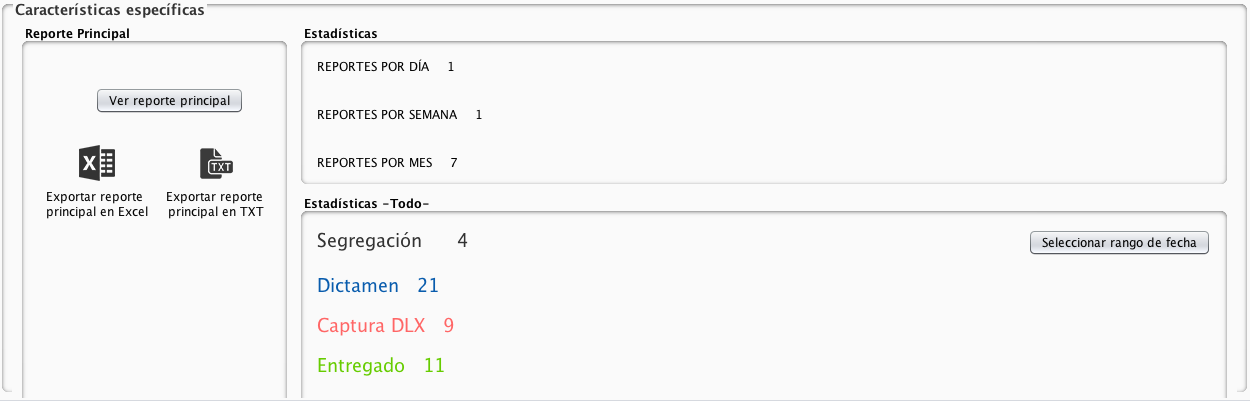 Características específicas
Reporte Principal
Ver reporte principal
X
TXT
Exportar reporte
principal en Excel
Exportar reporte
principal en TXT
Estadísticas
REPORTES POR DÍA 1
REPORTES POR SEMANA 1
REPORTES POR MES 7
Estadísticas -Todo-
Segregación 4
Seleccionar rango de fecha
Dictamen 21
Captura DLX 9
Entregado 11